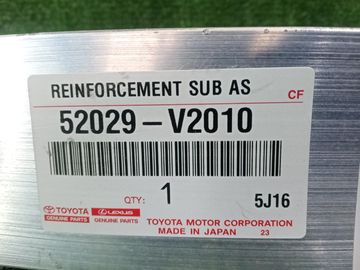 REINFORCEMENT SUB AS
CF
52029-V2010
QTY: 1
5J16
TOYOTA
GENUINE PARTS
LEXUS
GENUINE PARTS
TOYOTA MOTOR CORPORATION
MADE IN JAPAN 23